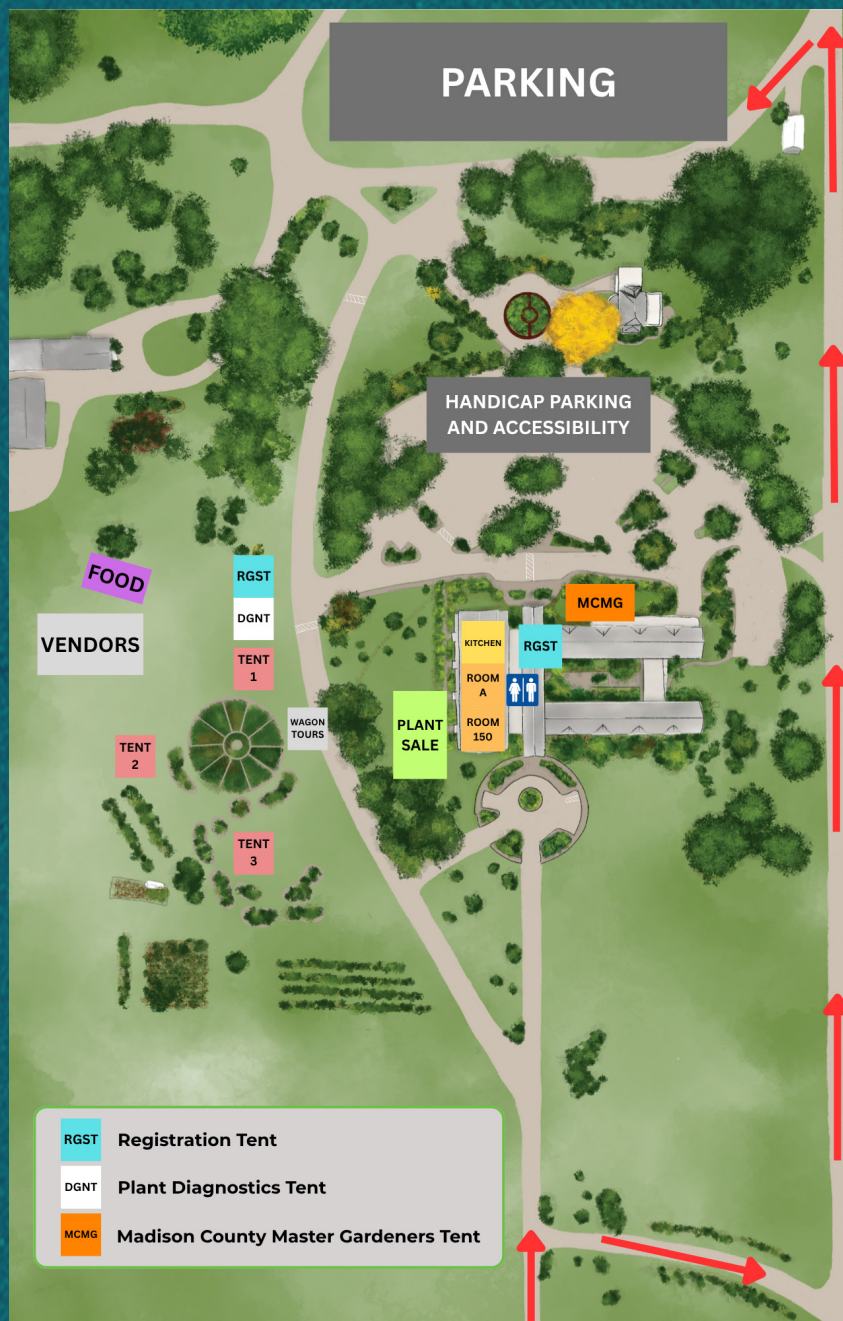 PARKING
HANDICAP PARKING
AND ACCESSIBILITY
FOOD
RGST
VENDORS
DGNT
TENT
1
MCMG
KITCHEN
RGST
ROOM
A
ROOM
150
PLANT
SALE
WAGON
TOURS
TENT
2
TENT
3
RGST
Registration Tent
DGNT
Plant Diagnostics Tent
MCMG
Madison County Master Gardeners Tent